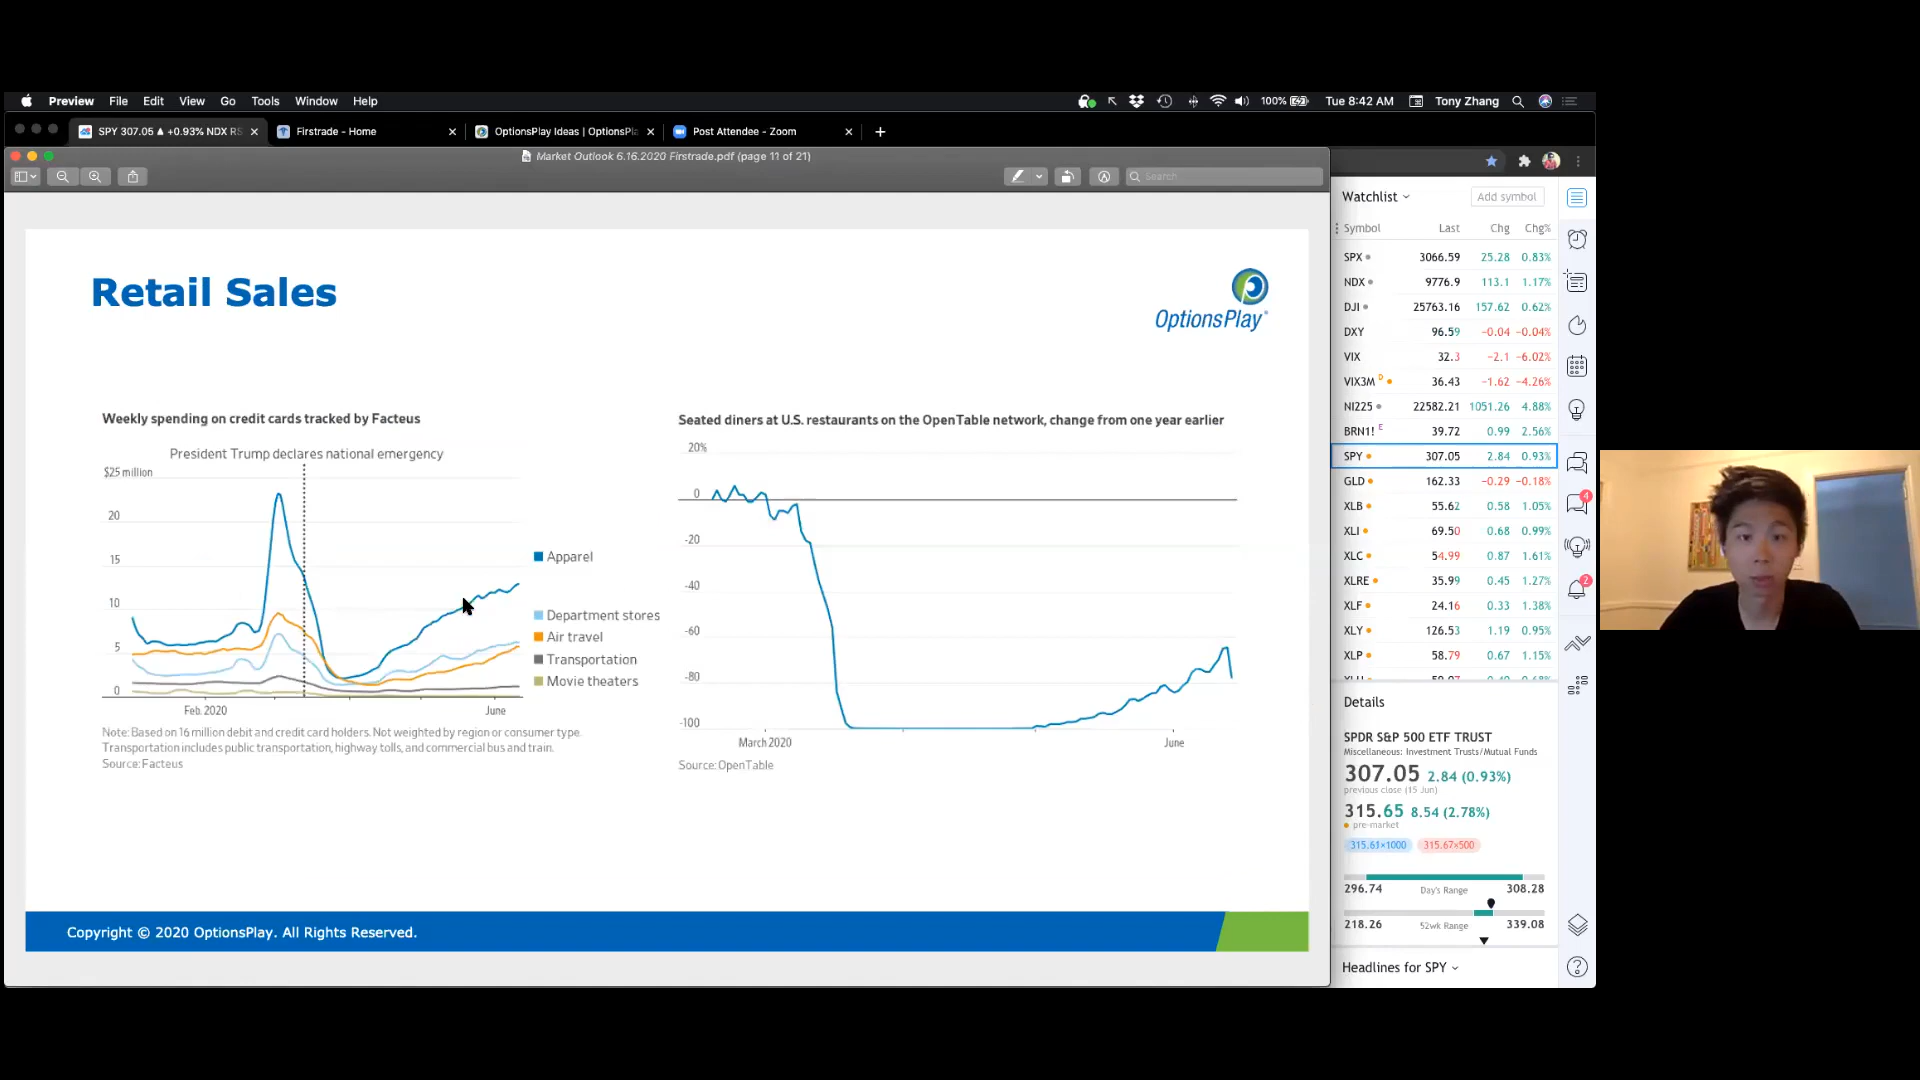 Preview File Edit View Go Tools Window Help
100% Tue 8:42 AM Tony Zhang
SPY 307.05 ▲ +0.93% NDX RS
Firstrade - Home
OptionsPlay Ideas | OptionsPla
Post Attendee - Zoom
Market Outlook 6.16.2020 Firstrade.pdf (page 11 of 21)
Search
Retail Sales
OptionsPlay
Weekly spending on credit cards tracked by Facteus
President Trump declares national emergency
$25 million
20
15
10
5
0
Feb. 2020 June
Apparel
Department stores
Air travel
Transportation
Movie theaters
Note: Based on 16 million debit and credit card holders. Not weighted by region or consumer type.
Transportation includes public transportation, highway tolls, and commercial bus and train.
Source: Facteus
Seated diners at U.S. restaurants on the OpenTable network, change from one year earlier
20%
0
-20
-40
-60
-80
-100
March 2020 June
Source: OpenTable
Copyright © 2020 OptionsPlay. All Rights Reserved.
Watchlist Add symbol
Symbol Last Chg Chg%
SPX 3066.59 25.28 0.83%
NDX 9776.9 113.1 1.17%
DJI 25763.16 157.62 0.62%
DXY 96.59 -0.04 -0.04%
VIX 32.3 -2.1 -6.02%
VIX3M D 36.43 -1.62 -4.26%
NI225 22582.21 1051.26 4.88%
BRN1! E 39.72 0.99 2.56%
SPY 307.05 2.84 0.93%
GLD 162.33 -0.29 -0.18%
XLB 55.62 0.58 1.05%
XLI 69.50 0.68 0.99%
XLC 54.99 0.87 1.61%
XLRE 35.99 0.45 1.27%
XLF 24.16 0.33 1.38%
XLY 126.53 1.19 0.95%
XLP 58.79 0.67 1.15%
4
2
Details
SPDR S&P 500 ETF TRUST
Miscellaneous: Investment Trusts/Mutual Funds
307.05 2.84 (0.93%)
previous close (15 Jun)
315.65 8.54 (2.78%)
pre-market
315.61×1000 315.67×500
296.74 Day's Range 308.28
218.26 52wk Range 339.08
Headlines for SPY